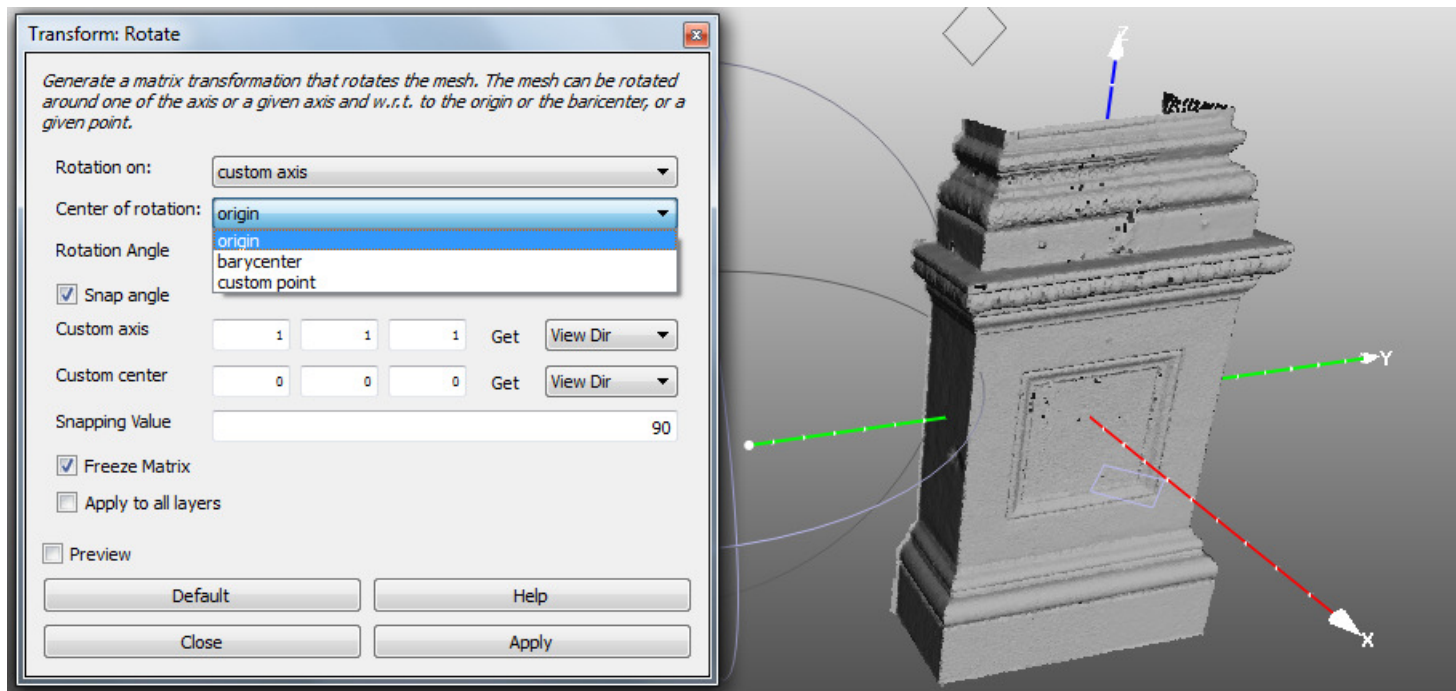 Transform: Rotate
Generate a matrix transformation that rotates the mesh. The mesh can be rotated
around one of the axis or a given axis and w.r.t. to the origin or the baricenter, or a
given point.
Rotation on: custom axis
Center of rotation: origin
origin
Rotation Angle
barycenter
custom point
Snap angle
Custom axis 1 1 1 Get View Dir
Custom center 0 0 0 Get View Dir
Snapping Value 90
Freeze Matrix
Apply to all layers
Preview
Default Help
Close Apply
Z
Y
X